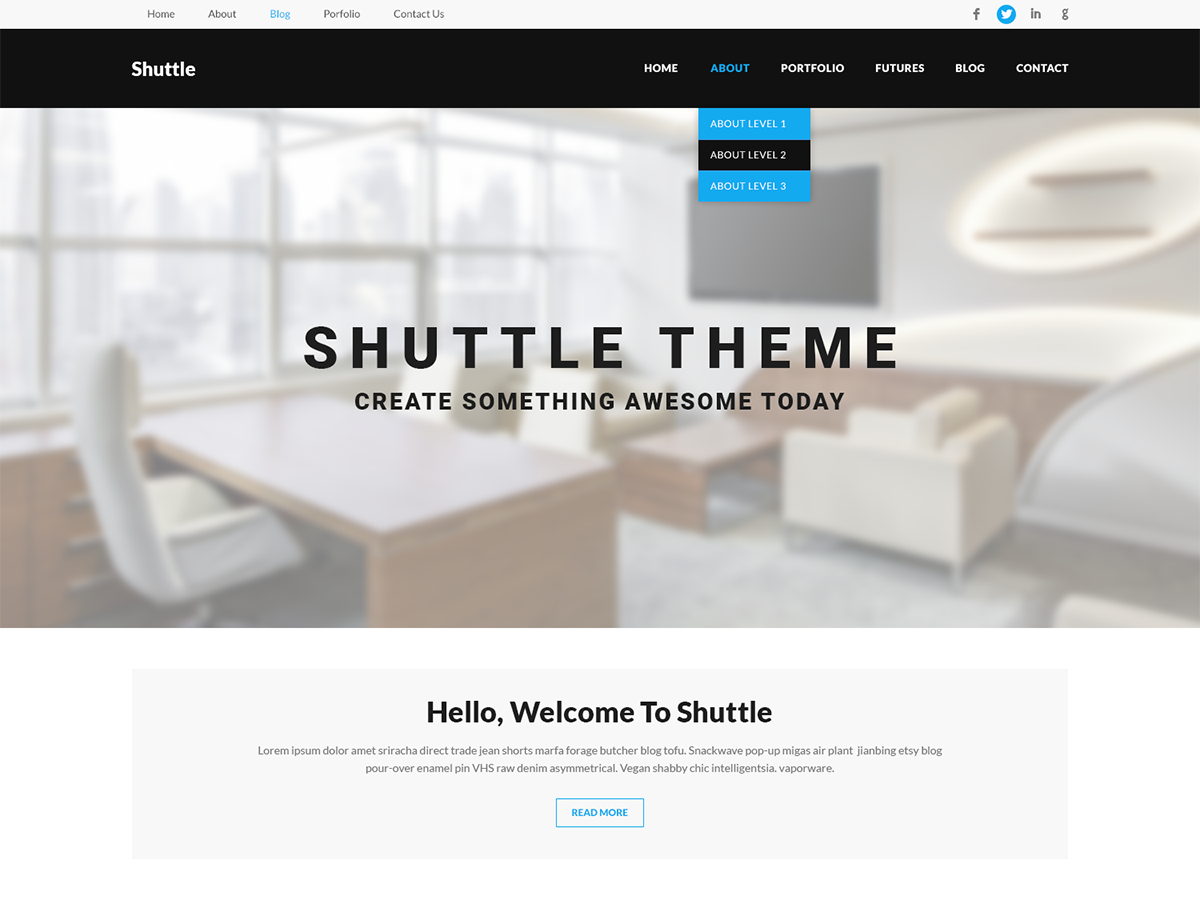 Home About Blog Porfolio Contact Us
Shuttle
HOME ABOUT PORTFOLIO FUTURES BLOG CONTACT
ABOUT LEVEL 1
ABOUT LEVEL 2
ABOUT LEVEL 3
SHUTTLE THEME
CREATE SOMETHING AWESOME TODAY
Hello, Welcome To Shuttle
Lorem ipsum dolor amet sriracha direct trade jean shorts marfa forage butcher blog tofu. Snackwave pop-up migas air plant jianbing etsy blog
pour-over enamel pin VHS raw denim asymmetrical. Vegan shabby chic intelligentsia. vaporware.
READ MORE